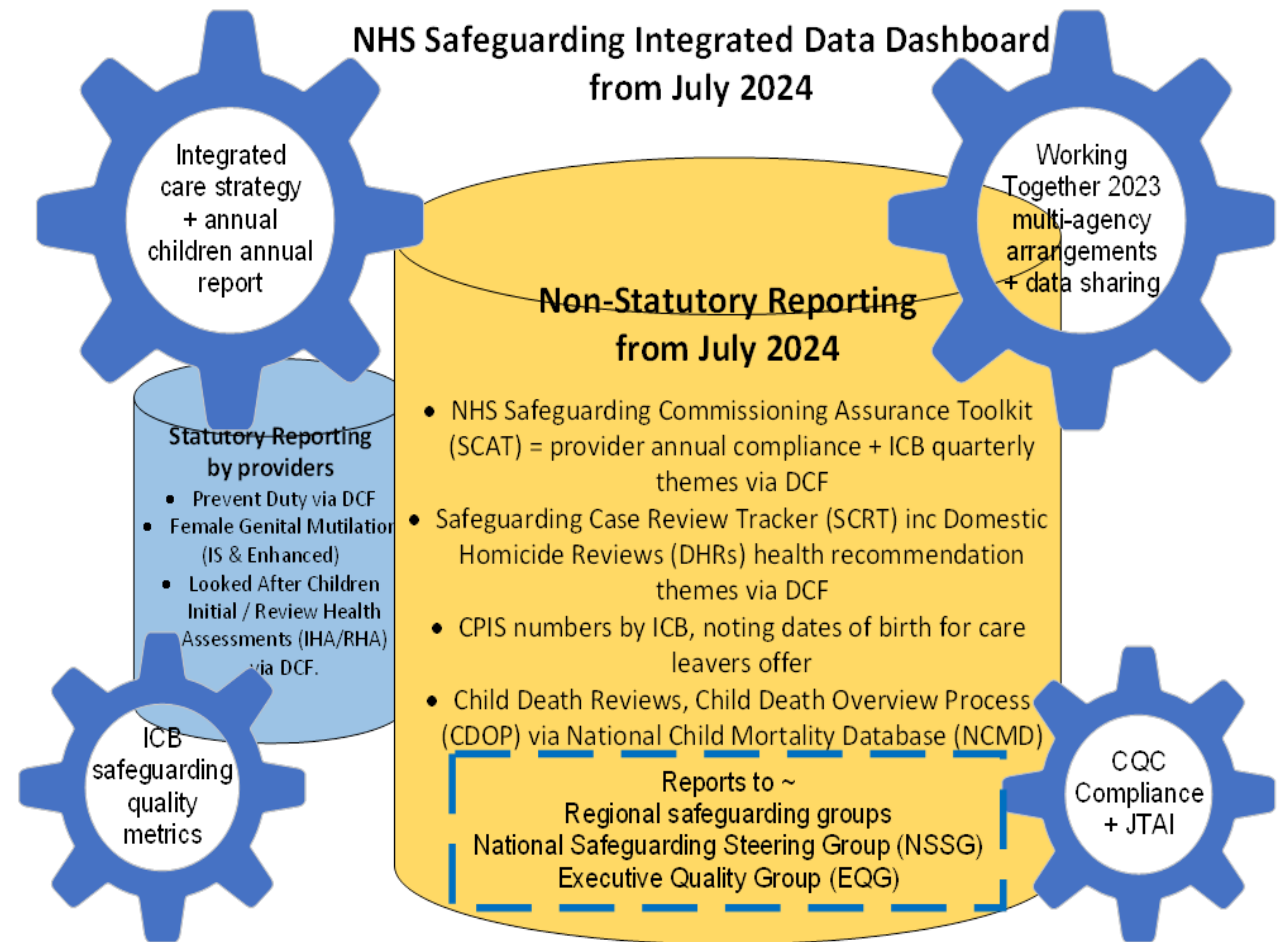 NHS Safeguarding Integrated Data Dashboard
from July 2024
Integrated
care strategy
+ annual
children annual
report
Working
Together 2023
multi-agency
arrangements
+ data sharing
Statutory Reporting
by providers
• Prevent Duty via DCF
• Female Genital Mutilation
(IS & Enhanced)
• Looked After Children
Initial / Review Health
Assessments (IHA/RHA)
via DCF.
Non-Statutory Reporting
from July 2024
• NHS Safeguarding Commissioning Assurance Toolkit
(SCAT) = provider annual compliance + ICB quarterly
themes via DCF
• Safeguarding Case Review Tracker (SCRT) inc Domestic
Homicide Reviews (DHRs) health recommendation
themes via DCF
• CPIS numbers by ICB, noting dates of birth for care
leavers offer
• Child Death Reviews, Child Death Overview Process
(CDOP) via National Child Mortality Database (NCMD)
Reports to ~
Regional safeguarding groups
National Safeguarding Steering Group (NSSG)
Executive Quality Group (EQG)
ICB
safeguarding
quality
metrics
CQC
Compliance
+ JTAI